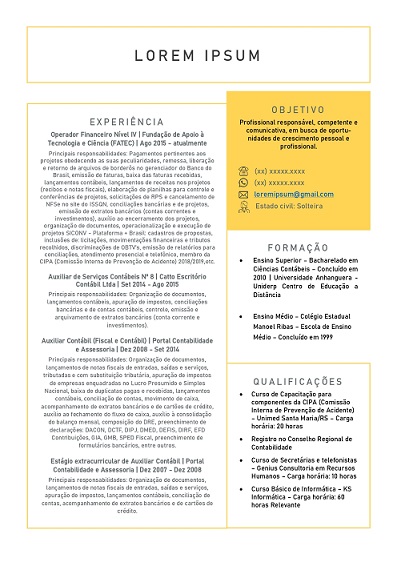 LOREM IPSUM
EXPERIÊNCIA
Operador Financeiro Nível IV | Fundação de Apoio à
Tecnologia e Ciência (FATEC) | Ago 2015 – atualmente
Principais responsabilidades: Pagamentos pertinentes aos
projetos obedecendo as suas peculiaridades, remessa, liberação
e retorno de arquivos de borderôs no gerenciador do Banco do
Brasil, emissão de faturas, baixa das faturas recebidas,
lançamentos contábeis, lançamentos de receitas nos projetos
(recibos e notas fiscais), elaboração de planilhas para controle e
conferências de projetos, solicitações de RPS e cancelamento de
NFSe no site do ISSQN, conciliações bancárias e de projetos,
emissão de extratos bancários (contas correntes e
investimentos), auxílio ao encerramento dos projetos,
organização de documentos, operacionalização e execução de
projetos SICONV – Plataforma + Brasil: cadastros de propostas,
inclusões de: licitações, movimentações financeiras e tributos
recolhidos, discriminações de OBTV's, emissão de relatórios para
conciliações, atendimento presencial e telefônico, membro da
CIPA (Comissão Interna de Prevenção de Acidente) 2018/2019,etc.
Auxiliar de Serviços Contábeis Nº 8 | Catto Escritório
Contábil Ltda | Set 2014 - Ago 2015
Principais responsabilidades: Organização de documentos,
lançamentos contábeis, apuração de impostos, conciliações
bancárias e de contas contábeis, controle, emissão e
arquivamento de extratos bancários (conta corrente e
investimentos).
Auxiliar Contábil (Fiscal e Contábil) | Portal Contabilidade
e Assessoria | Dez 2008 - Set 2014
Principais responsabilidades: Organização de documentos,
lançamentos de notas fiscais de entradas, saídas e serviços,
tributadas e com substituição tributária, apuração de impostos
de empresas enquadradas no Lucro Presumido e Simples
Nacional, baixa de duplicatas pagas e recebidas, lançamentos
contábeis, conciliação de contas, movimento de caixa,
acompanhamento de extratos bancários e de cartões de crédito,
auxílio ao fechamento do fluxo de caixa, auxílio à consolidação
do balanço mensal, composição do DRE, preenchimento de
declarações: DACON, DCTF, DIPJ, DMED, DEFIS, DIRF, EFD
Contribuições, GIA, GMB, SPED Fiscal, preenchimento de
formulários bancários, entre outros.
Estágio extracurricular de Auxiliar Contábil | Portal
Contabilidade e Assessoria | Dez 2007 – Dez 2008
Principais responsabilidades: Organização de documentos,
lançamentos de notas fiscais de entradas, saídas e serviços,
apuração de impostos, lançamentos contábeis, conciliação de
contas, acompanhamento de extratos bancários e de cartões de
crédito.
OBJETIVO
Profissional responsável, competente e
comunicativa, em busca de oportu-
nidades de crescimento pessoal e
profissional.
(xx) xxxxx.xxxx
(xx) xxxxx.xxxx
loremipsum@gmail.com
Estado civil: Solteira
FORMAÇÃO
• Ensino Superior – Bacharelado em
Ciências Contábeis – Concluído em
2010 | Universidade Anhanguera –
Uniderp Centro de Educação a
Distância
• Ensino Médio – Colégio Estadual
Manoel Ribas – Escola de Ensino
Médio – Concluído em 1999
QUALIFICAÇÕES
• Curso de Capacitação para
componentes da CIPA (Comissão
Interna de Prevenção de Acidente)
– Unimed Santa Maria/RS – Carga
horária: 20 horas
• Registro no Conselho Regional de
Contabilidade
• Curso de Secretárias e telefonistas
– Genius Consultoria em Recursos
Humanos – Carga horária: 10 horas
• Curso Básico de Informática – KS
Informática – Carga horária: 60
horas Relevante